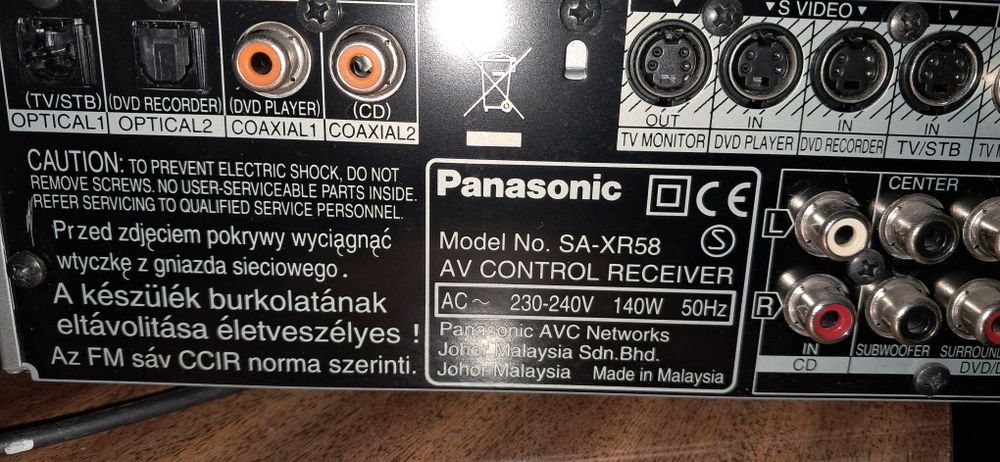 ▼S VIDEO▼
OUT
IN
IN
IN
TV MONITOR
DVD PLAYER
DVD RECORDER
TV/STB
(TV/STB)
(DVD RECORDER)
(DVD PLAYER)
(CD)
OPTICAL1
OPTICAL2
COAXIAL1
COAXIAL2
CAUTION: TO PREVENT ELECTRIC SHOCK, DO NOT
REMOVE SCREWS. NO USER-SERVICEABLE PARTS INSIDE.
REFER SERVICING TO QUALIFIED SERVICE PERSONNEL.
Przed zdjęciem pokrywy wyciągnąć
wtyczkę z gniazda sieciowego.
A készülék burkolatának
eltávolitása életveszélyes !
Az FM sáv CCIR norma szerinti.
Panasonic CE
Model No. SA-XR58 S
AV CONTROL RECEIVER
AC～ 230-240V 140W 50Hz
Panasonic AVC Networks
Johor Malaysia Sdn.Bhd.
Johor Malaysia Made in Malaysia
CENTER
L
R
IN
CD
SUBWOOFER
SURROUND